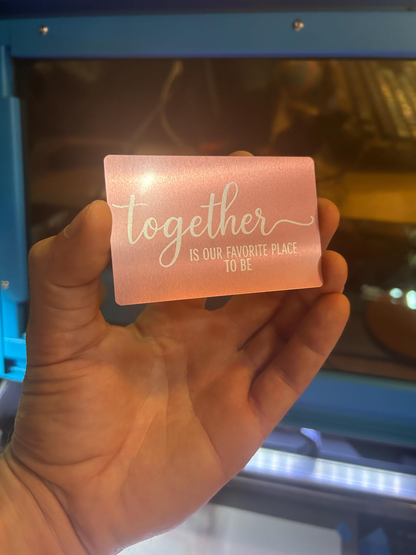 together
IS OUR FAVORITE PLACE
TO BE